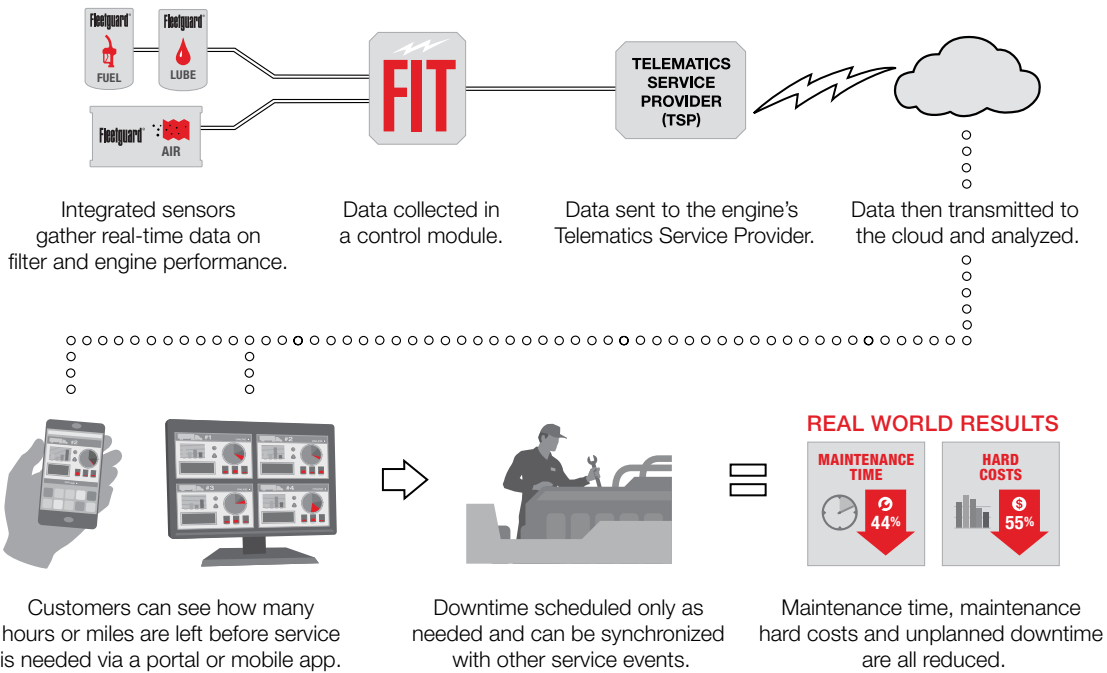 Fleetguard®
FUEL
Fleetguard®
LUBE
Fleetguard®
AIR
FIT
TELEMATICS
SERVICE
PROVIDER
(TSP)
Integrated sensors
gather real-time data on
filter and engine performance.
Data collected in
a control module.
Data sent to the engine’s
Telematics Service Provider.
Data then transmitted to
the cloud and analyzed.
#2
#1
#2
#3
#4
REAL WORLD RESULTS
MAINTENANCE
TIME
44%
HARD
COSTS
$
55%
Customers can see how many
hours or miles are left before service
is needed via a portal or mobile app.
Downtime scheduled only as
needed and can be synchronized
with other service events.
Maintenance time, maintenance
hard costs and unplanned downtime
are all reduced.